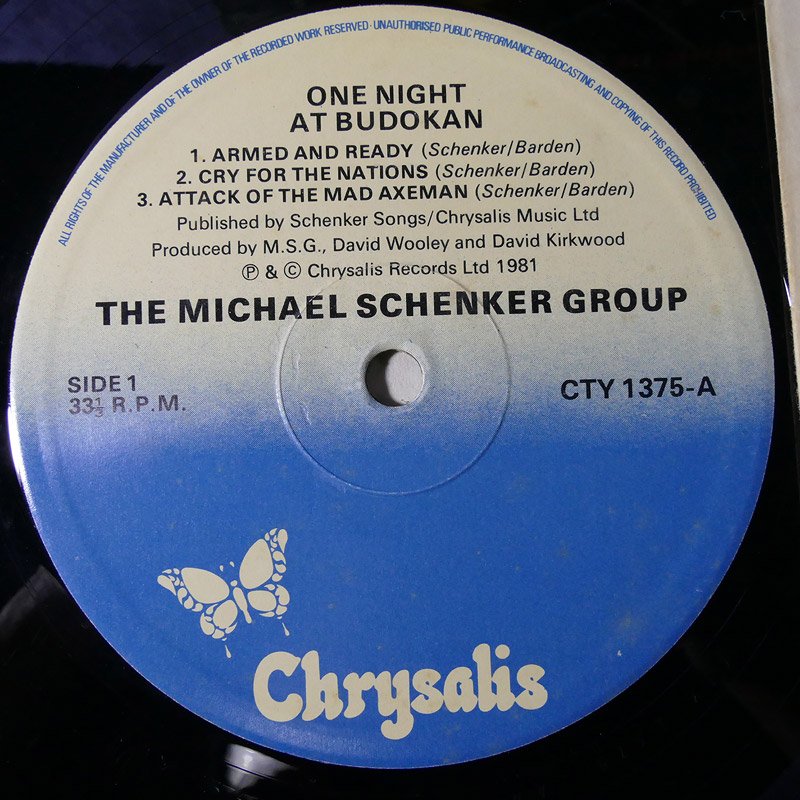 ALL RIGHTS OF THE MANUFACTURER AND OF THE OWNER OF THE RECORDED WORK RESERVED · UNAUTHORISED PUBLIC PERFORMANCE BROADCASTING AND COPYING OF THIS RECORD PROHIBITED
ONE NIGHT
AT BUDOKAN
1. ARMED AND READY (Schenker/Barden)
2. CRY FOR THE NATIONS (Schenker/Barden)
3. ATTACK OF THE MAD AXEMAN (Schenker/Barden)
Published by Schenker Songs/Chrysalis Music Ltd
Produced by M.S.G., David Wooley and David Kirkwood
℗ & © Chrysalis Records Ltd 1981
THE MICHAEL SCHENKER GROUP
SIDE 1
33⅓ R.P.M.
CTY 1375-A
Chrysalis